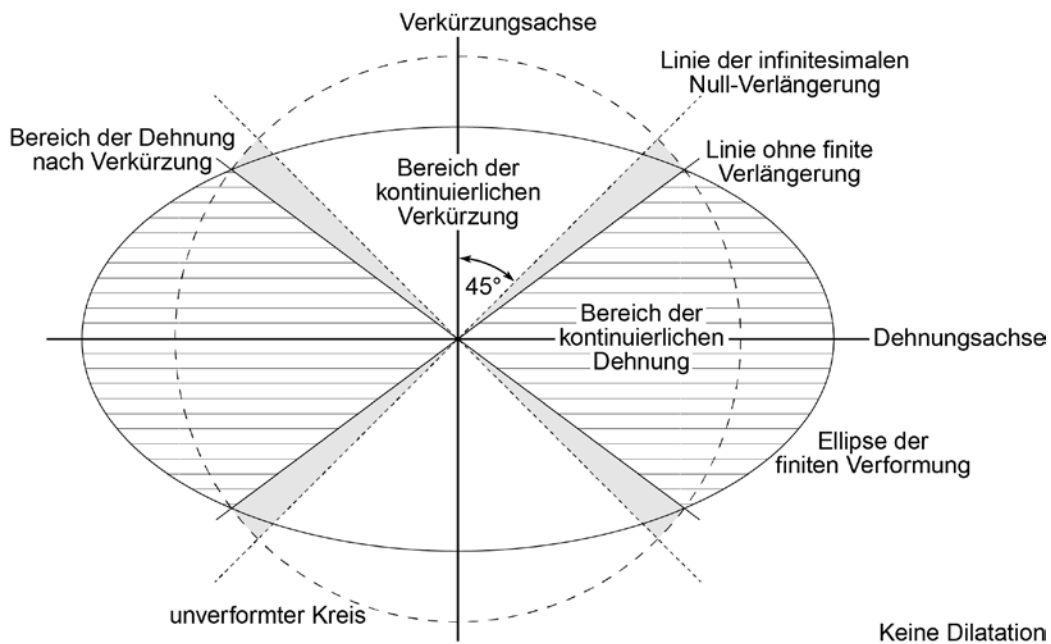 Verkürzungsachse
Linie der infinitesimalen
Null-Verlängerung
Bereich der Dehnung
nach Verkürzung
Bereich der
kontinuierlichen
Verkürzung
Linie ohne finite
Verlängerung
45°
Bereich der
kontinuierlichen
Dehnung
Dehnungsachse
Ellipse der
finiten Verformung
unverformter Kreis
Keine Dilatation